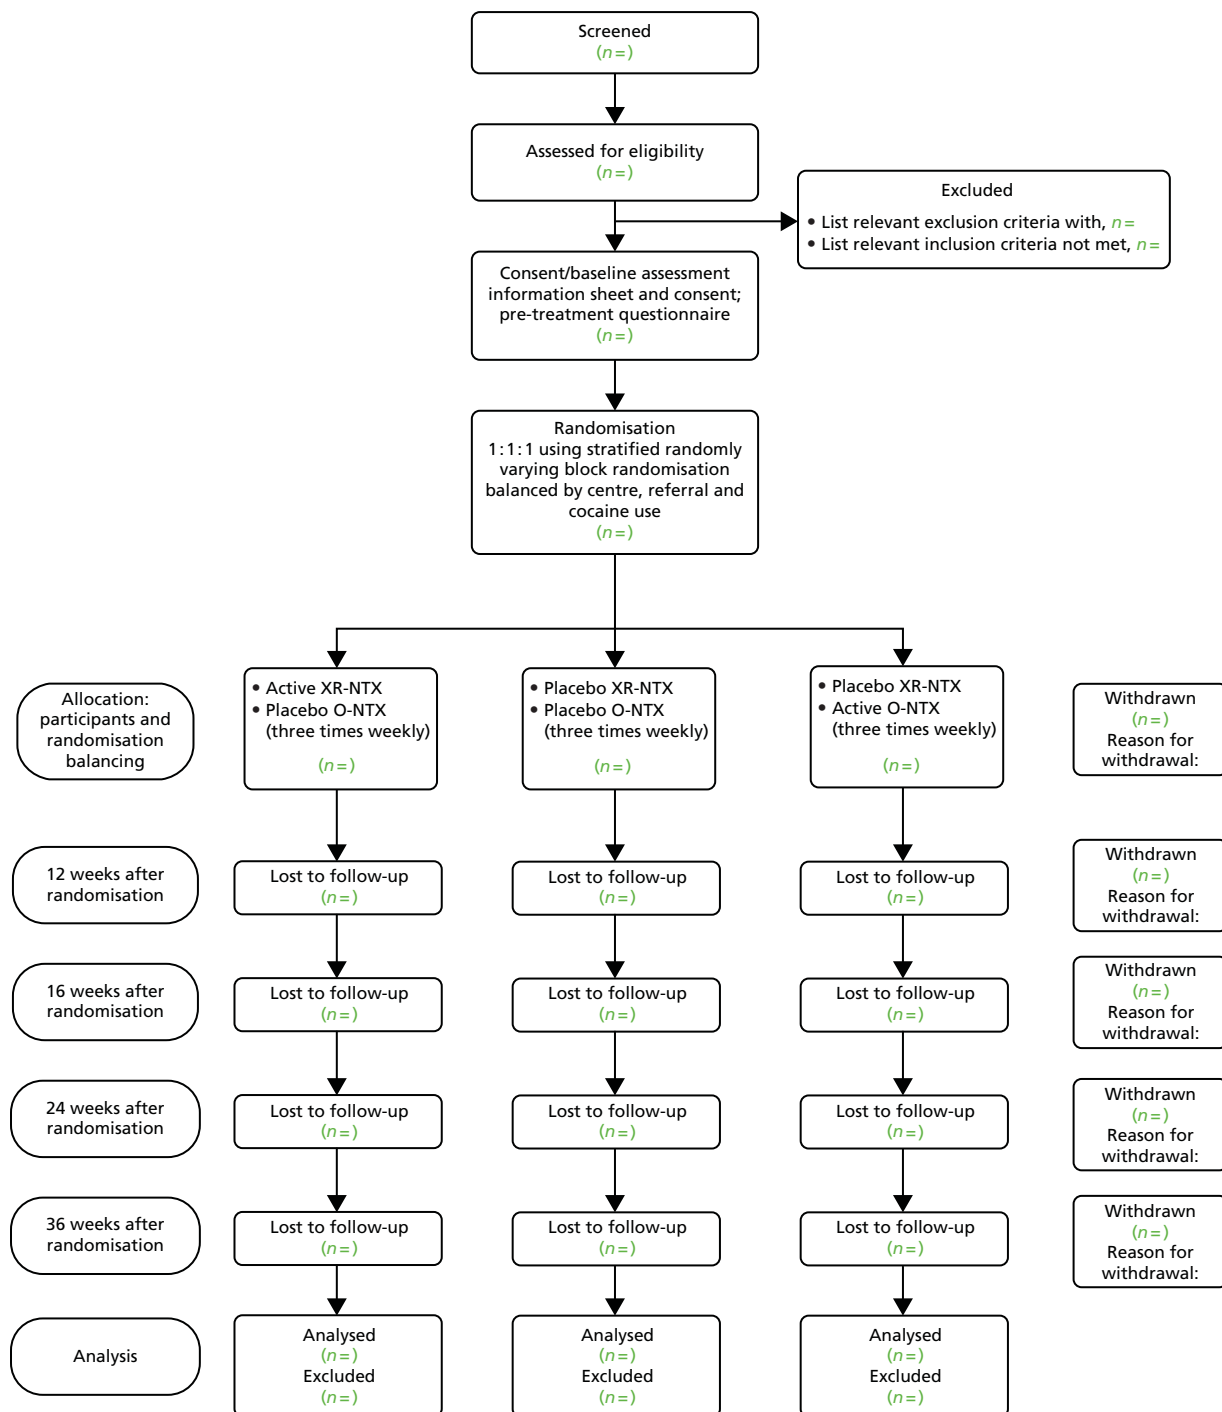 Screened
(n=)
Assessed for eligibility
(n=)
Excluded
• List relevant exclusion criteria with, n=
• List relevant inclusion criteria not met, n=
Consent/baseline assessment
information sheet and consent;
pre-treatment questionnaire
(n=)
Randomisation
1:1:1 using stratified randomly
varying block randomisation
balanced by centre, referral and
cocaine use
(n=)
Allocation:
participants and
randomisation
balancing
• Active XR-NTX
• Placebo O-NTX
(three times weekly)
(n=)
• Placebo XR-NTX
• Placebo O-NTX
(three times weekly)
(n=)
• Placebo XR-NTX
• Active O-NTX
(three times weekly)
(n=)
Withdrawn
(n=)
Reason for
withdrawal:
12 weeks after
randomisation
Lost to follow-up
(n=)
Lost to follow-up
(n=)
Lost to follow-up
(n=)
Withdrawn
(n=)
Reason for
withdrawal:
16 weeks after
randomisation
Lost to follow-up
(n=)
Lost to follow-up
(n=)
Lost to follow-up
(n=)
Withdrawn
(n=)
Reason for
withdrawal:
24 weeks after
randomisation
Lost to follow-up
(n=)
Lost to follow-up
(n=)
Lost to follow-up
(n=)
Withdrawn
(n=)
Reason for
withdrawal:
36 weeks after
randomisation
Lost to follow-up
(n=)
Lost to follow-up
(n=)
Lost to follow-up
(n=)
Withdrawn
(n=)
Reason for
withdrawal:
Analysis
Analysed
(n=)
Excluded
(n=)
Analysed
(n=)
Excluded
(n=)
Analysed
(n=)
Excluded
(n=)